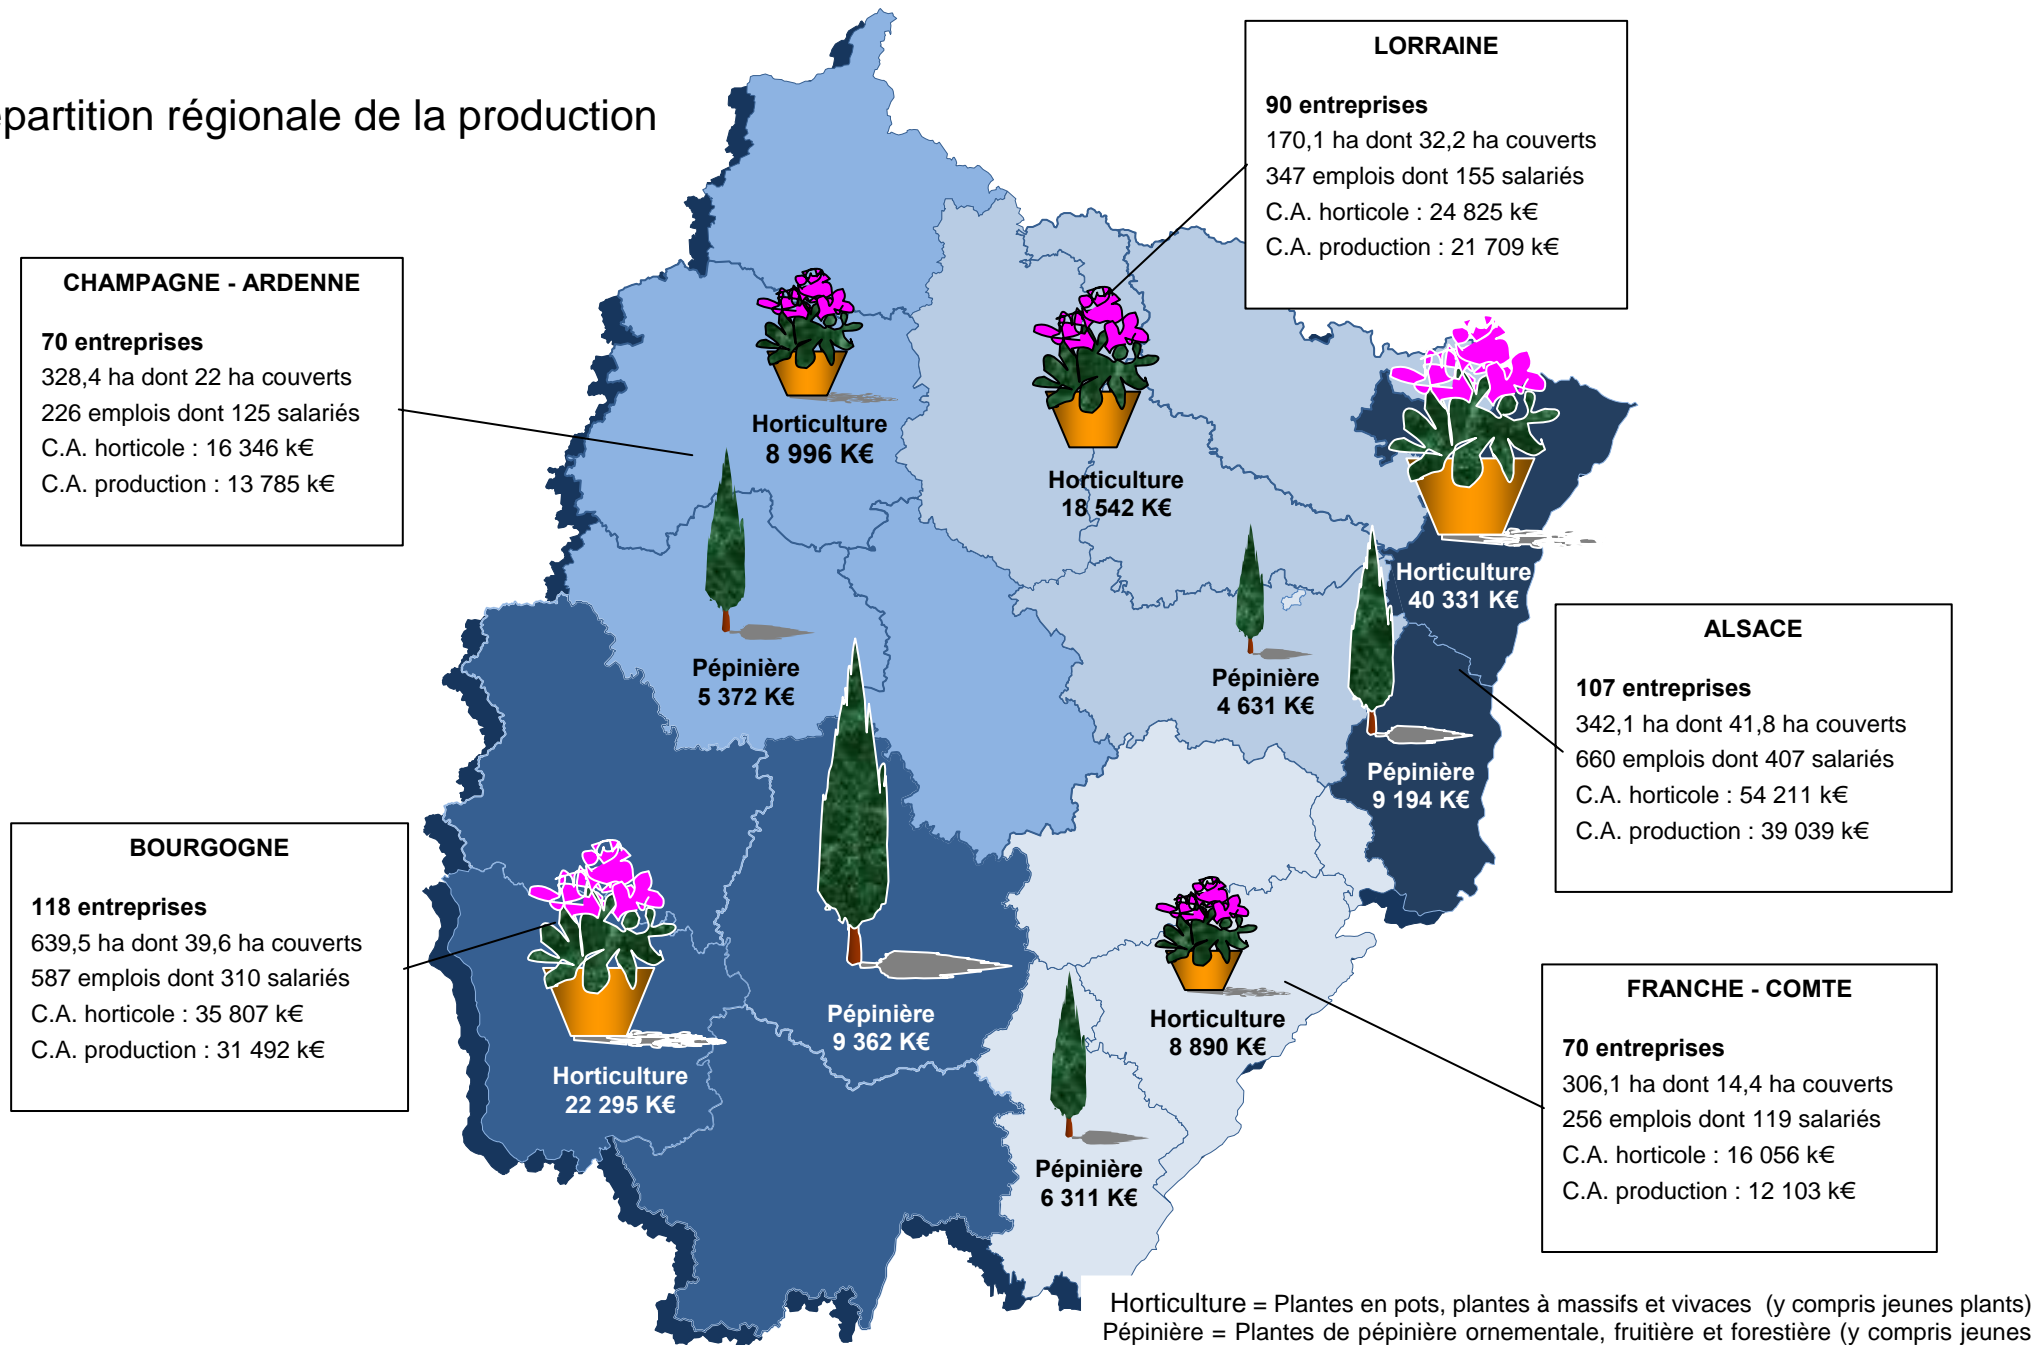 épartition régionale de la production
LORRAINE
90 entreprises
170,1 ha dont 32,2 ha couverts
347 emplois dont 155 salariés
C.A. horticole : 24 825 k€
C.A. production : 21 709 k€
CHAMPAGNE - ARDENNE
70 entreprises
328,4 ha dont 22 ha couverts
226 emplois dont 125 salariés
C.A. horticole : 16 346 k€
C.A. production : 13 785 k€
Horticulture
8 996 K€
Horticulture
18 542 K€
Horticulture
40 331 K€
Pépinière
5 372 K€
Pépinière
4 631 K€
ALSACE
107 entreprises
342,1 ha dont 41,8 ha couverts
660 emplois dont 407 salariés
C.A. horticole : 54 211 k€
C.A. production : 39 039 k€
Pépinière
9 194 K€
BOURGOGNE
118 entreprises
639,5 ha dont 39,6 ha couverts
587 emplois dont 310 salariés
C.A. horticole : 35 807 k€
C.A. production : 31 492 k€
Pépinière
9 362 K€
Horticulture
22 295 K€
Horticulture
8 890 K€
FRANCHE - COMTE
70 entreprises
306,1 ha dont 14,4 ha couverts
256 emplois dont 119 salariés
C.A. horticole : 16 056 k€
C.A. production : 12 103 k€
Pépinière
6 311 K€
Horticulture = Plantes en pots, plantes à massifs et vivaces (y compris jeunes plants)
Pépinière = Plantes de pépinière ornementale, fruitière et forestière (y compris jeunes